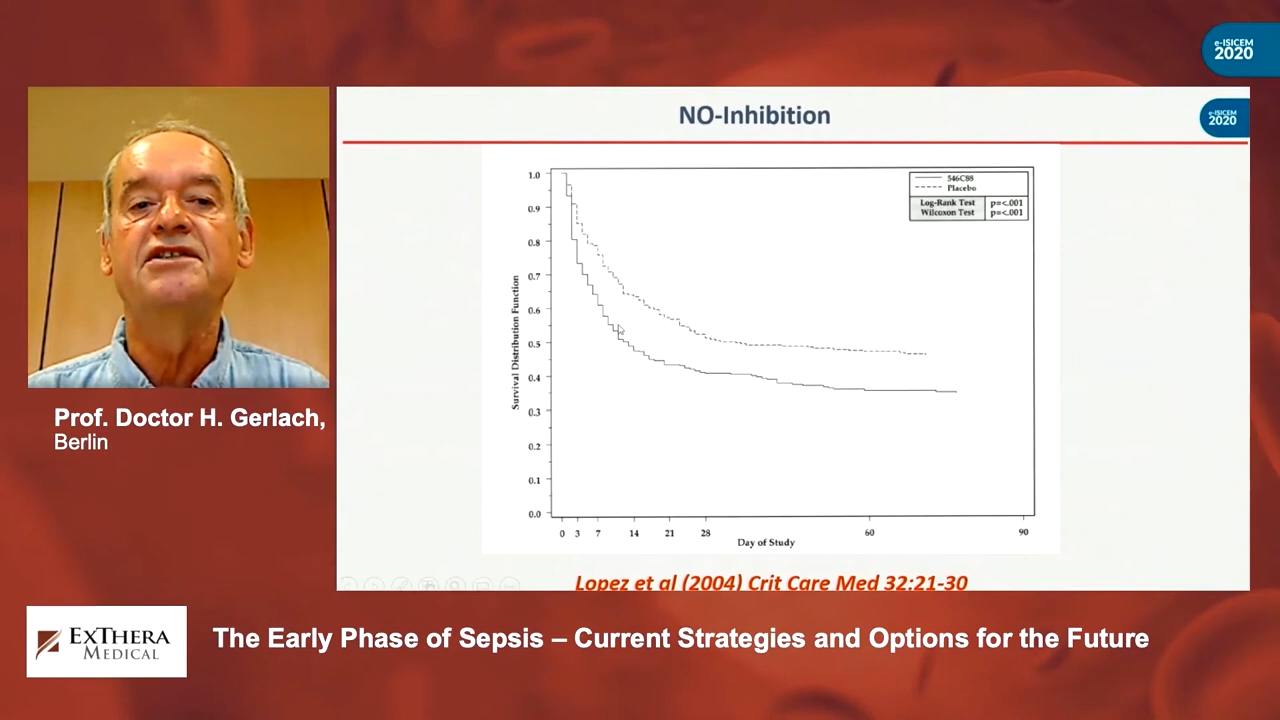 e-ISICEM
2020
NO-Inhibition
e-ISICEM
2020
546C88
Placebo
Log-Rank Test p=<.001
Wilcoxon Test p=<.001
Survival Distribution Function
1.0
0.9
0.8
0.7
0.6
0.5
0.4
0.3
0.2
0.1
0.0
0 3 7 14 21 28 60 90
Day of Study
Lopez et al (2004) Crit Care Med 32:21-30
Prof. Doctor H. Gerlach,
Berlin
EXTHERA
MEDICAL
The Early Phase of Sepsis – Current Strategies and Options for the Future